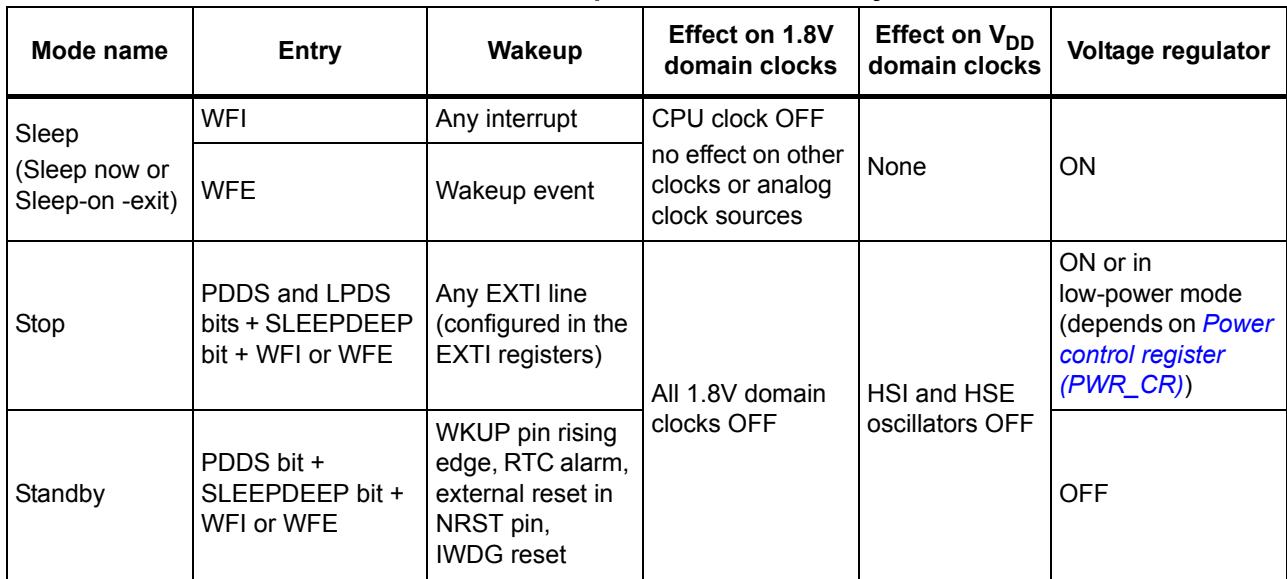 Mode name
Entry
Wakeup
Effect on 1.8V
domain clocks
Effect on VDD
domain clocks
Voltage regulator
Sleep
(Sleep now or
Sleep-on -exit)
WFI
Any interrupt
WFE
Wakeup event
CPU clock OFF
no effect on other
clocks or analog
clock sources
None
ON
Stop
PDDS and LPDS
bits + SLEEPDEEP
bit + WFI or WFE
Any EXTI line
(configured in the
EXTI registers)
All 1.8V domain
clocks OFF
HSI and HSE
oscillators OFF
ON or in
low-power mode
(depends on Power
control register
(PWR_CR))
Standby
PDDS bit +
SLEEPDEEP bit +
WFI or WFE
WKUP pin rising
edge, RTC alarm,
external reset in
NRST pin,
IWDG reset
OFF